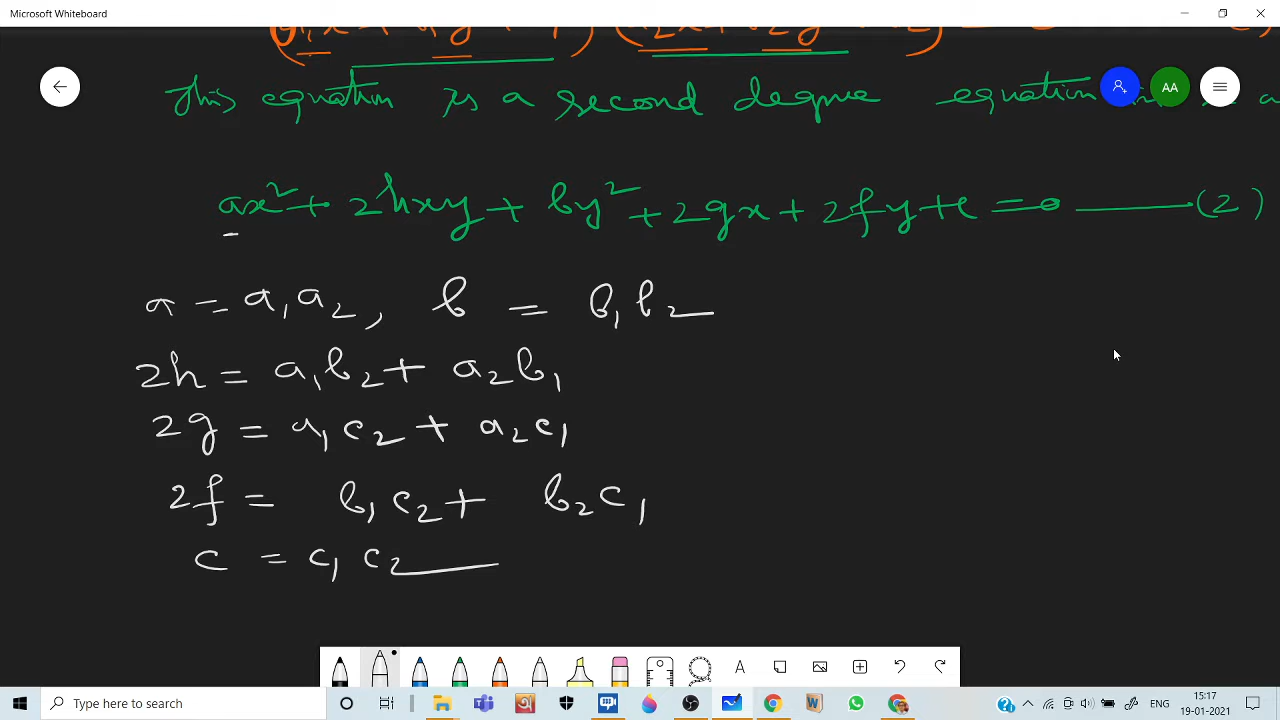 Microsoft Whiteboard
This equation is a second degree equation in
AA
ax² + 2hxy + by² + 2gx + 2fy + c = 0 ——— (2)
a = a₁a₂, b = b₁b₂
2h = a₁b₂ + a₂b₁
2g = a₁c₂ + a₂c₁
2f = b₁c₂ + b₂c₁
c = c₁c₂
A
Type here to search
ENG
15:17
19-01-2021